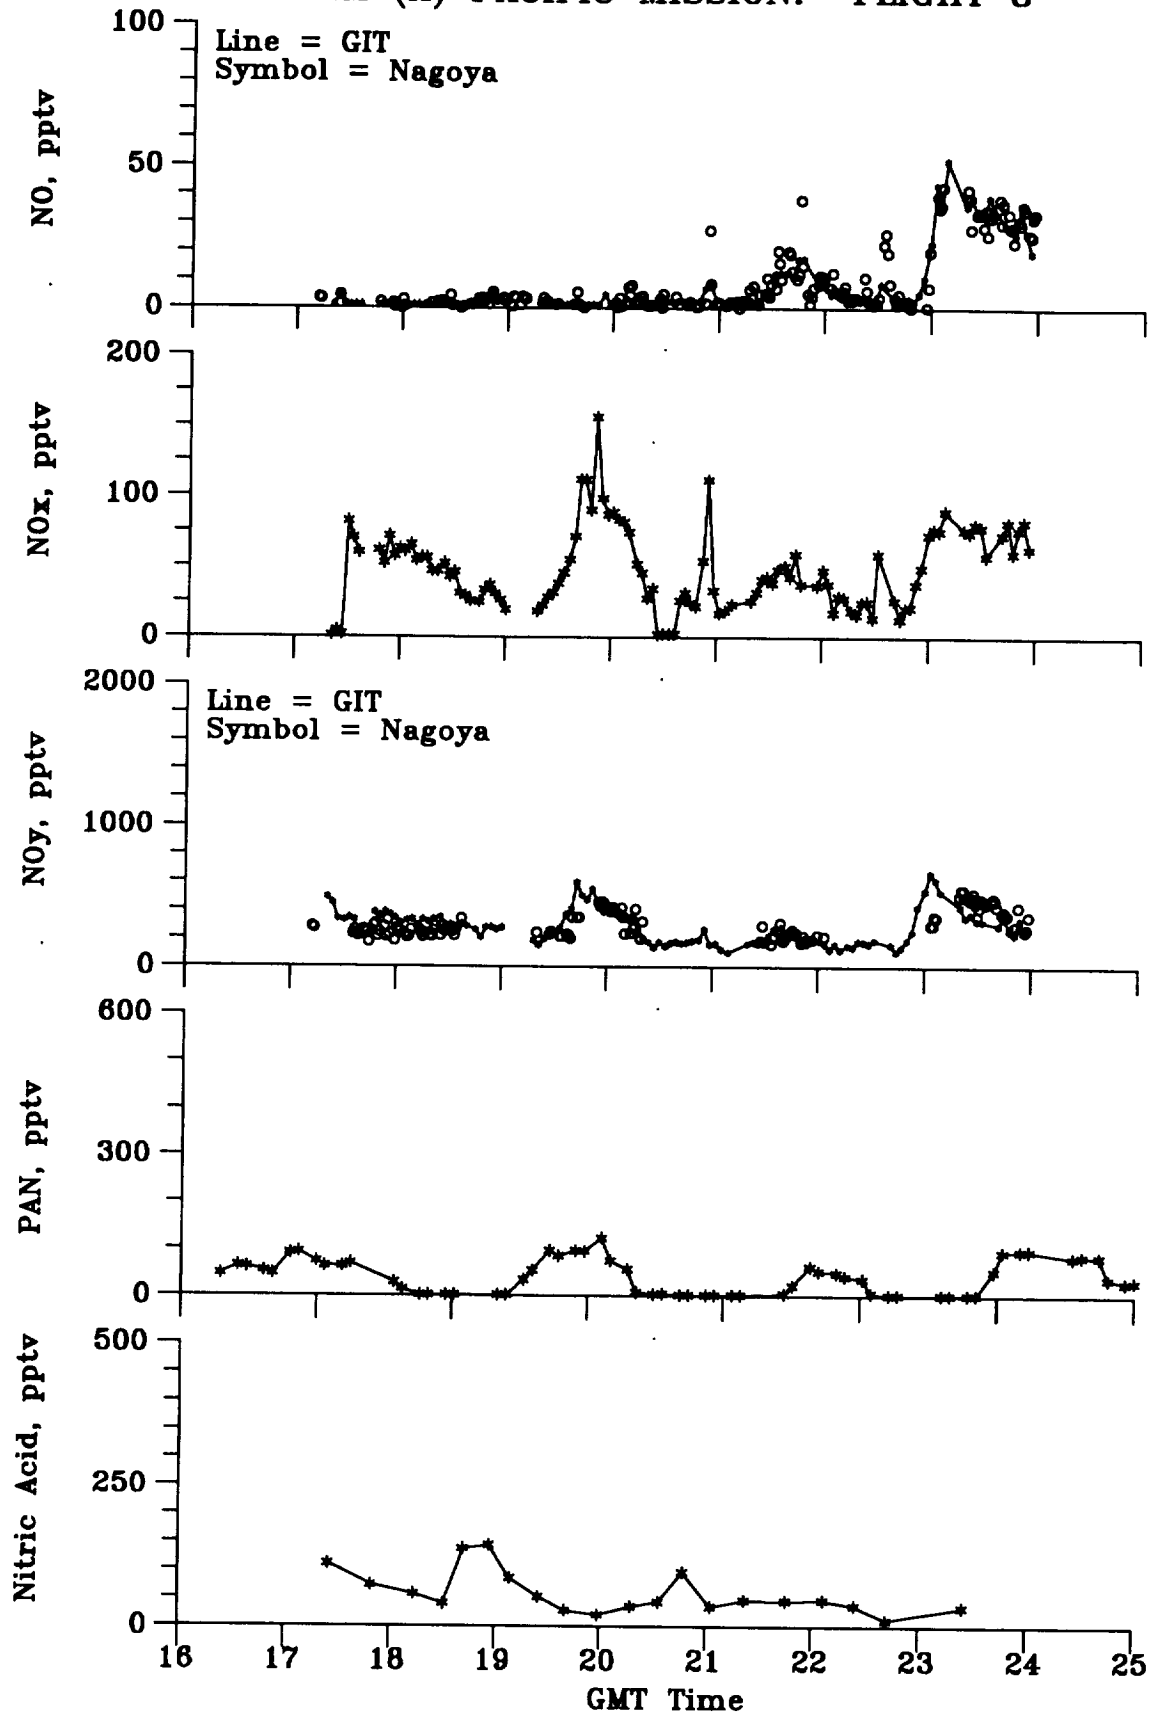 PACIFIC MISSION: FLIGHT
100
Line = GIT
Symbol = Nagoya
NO, pptv
50
0
200
NOx, pptv
100
0
2000
Line = GIT
Symbol = Nagoya
NOy, pptv
1000
0
600
PAN, pptv
300
0
500
Nitric Acid, pptv
250
0
16 17 18 19 20 21 22 23 24 25
GMT Time